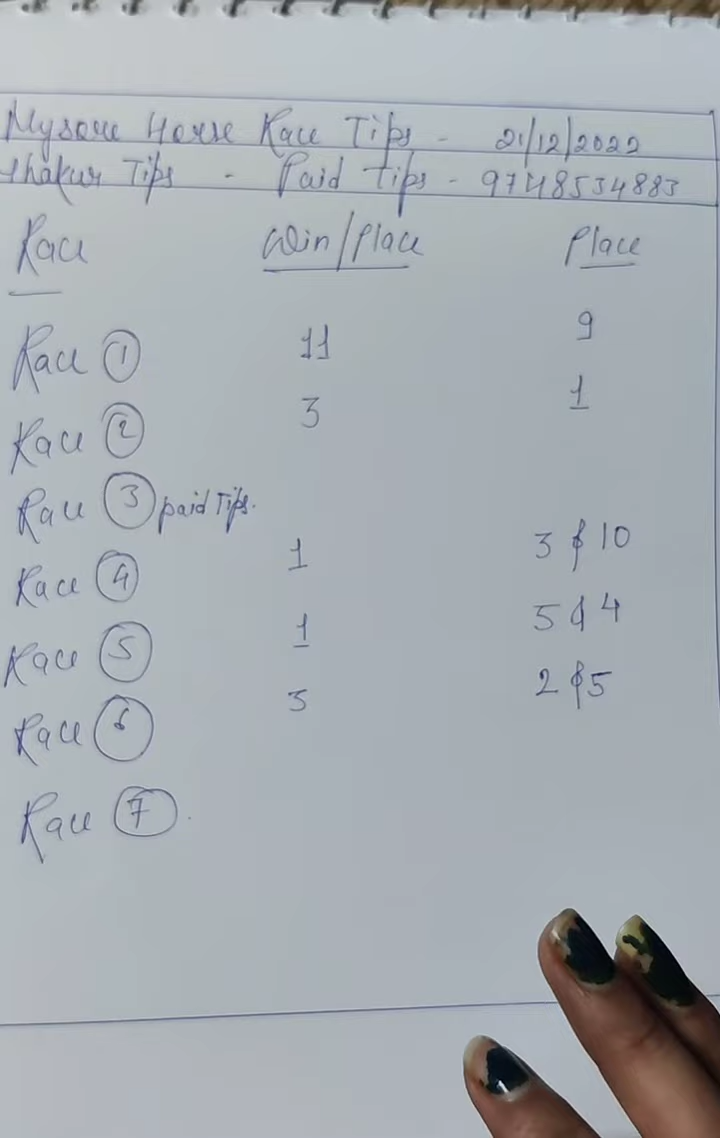 Mysore Horse Race Tips - 21/12/2022
Thakur Tips - Paid Tips - 9748534883
Race Win/Place Place
Race 1 11 9
Race 2 3 1
Race 3 paid Tips.
Race 4 1 3 & 10
Race 5 1 5 & 4
Race 6 3 2 & 5
Race 7.